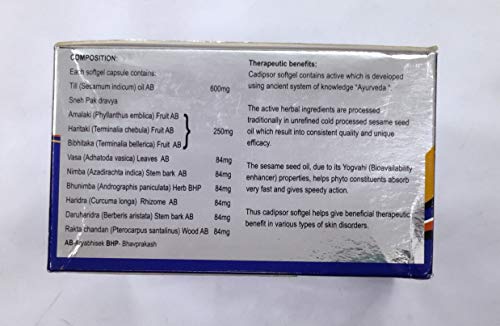 COMPOSITION:
Each softgel capsule contains:
Till (Secamum indicum) oil AB 600mg
Sneh Pak dravya
Amalaki (Phyllanthus emblica) Fruit AB
Haritaki (Terminalia chebula) Fruit AB 250mg
Bibhitaka (Terminalia bellerica) Fruit AB
Vasa (Adhatoda vasica) Leaves AB 84mg
Nimba (Azadirachta indica) Stem bark AB 84mg
Bhunimba (Andrographis paniculata) Herb BHP 84mg
Haridra (Curcuma longa) Rhizome AB 84mg
Daruharidra (Berberis aristata) Stem bark AB 84mg
Rakta chandan (Pterocarpus santalinus) Wood AB 84mg
AB-Aryabhisek BHP- Bhavprakash
Therapeutic benefits:
Cadipsor softgel contains active which is developed
using ancient system of knowledge "Ayurveda ".
The active herbal ingredients are processed
traditionally in unrefined cold processed sesame seed
oil which result into consistent quality and unique
efficacy.
The sesame seed oil, due to its Yogvahi (Bioavailability
enhancer) properties, helps phyto constituents absorb
very fast and gives speedy action.
Thus cadipsor softgel helps give beneficial therapeutic
benefit in various types of skin disorders.